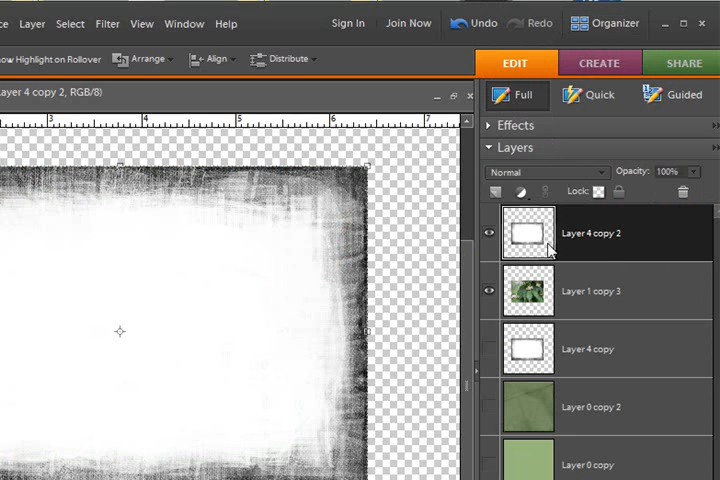 ce Layer Select Filter View Window Help Sign In Join Now Undo Redo Organizer
ow Highlight on Rollover Arrange Align Distribute
EDIT CREATE SHARE
ayer 4 copy 2, RGB/8)
Full Quick Guided
3 4 5 6 7
Effects
Layers
Normal Opacity: 100%
Lock:
Layer 4 copy 2
Layer 1 copy 3
Layer 4 copy
Layer 0 copy 2
Layer 0 copy